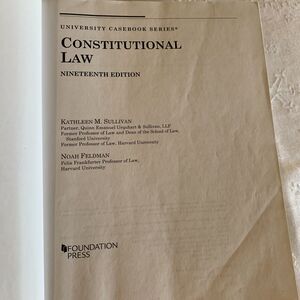 UNIVERSITY CASEBOOK SERIES®
CONSTITUTIONAL
LAW
NINETEENTH EDITION
KATHLEEN M. SULLIVAN
Partner, Quinn Emanuel Urquhart & Sullivan, LLP
Former Professor of Law and Dean of the School of Law,
Stanford University
Former Professor of Law, Harvard University
NOAH FELDMAN
Felix Frankfurter Professor of Law,
Harvard University
FOUNDATION
PRESS